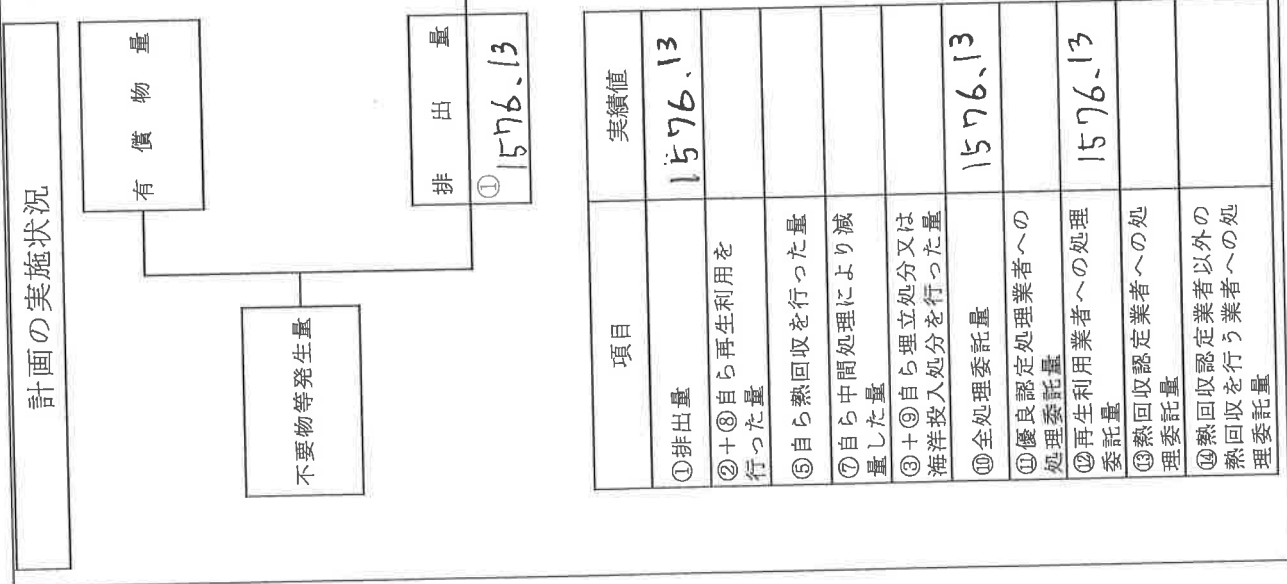 計画の実施状況
有償物量
不要物等発生量
排出量
①
1576.13
項目 実績値
①排出量 1576.13
②+⑧自ら再生利用を
行った量
⑤自ら熱回収を行った量
⑦自ら中間処理により減
量した量
③+⑨自ら埋立処分又は
海洋投入処分を行った量
⑩全処理委託量 1576.13
⑪優良認定処理業者への
処理委託量
⑫再生利用業者への処理
委託量 1576.13
⑬熱回収認定業者への処
理委託量
⑭熱回収認定業者以外の
熱回収を行う業者への処
理委託量